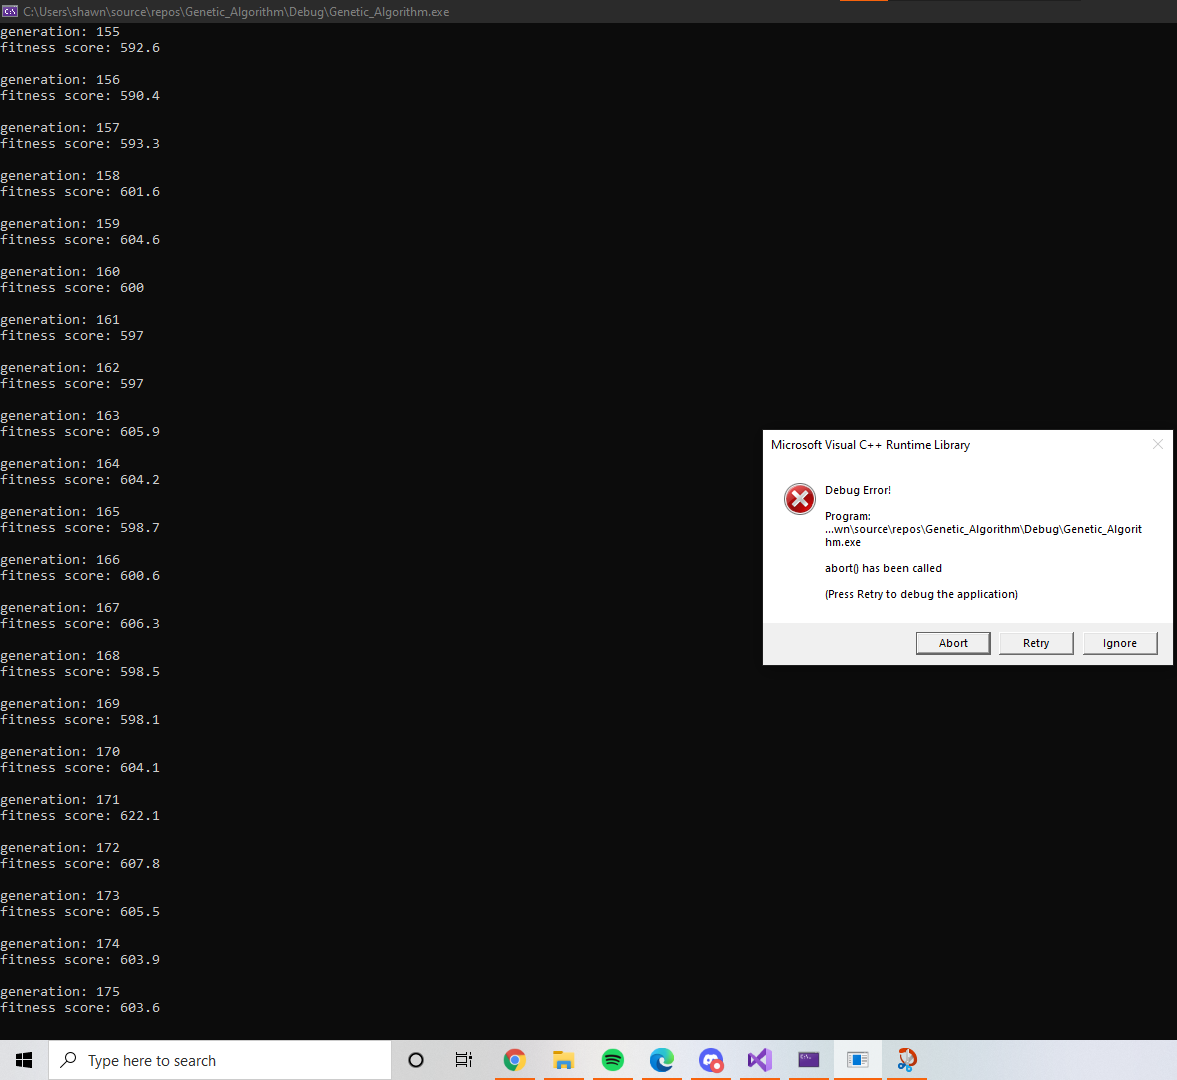 C:\Users\shawn\source\repos\Genetic_Algorithm\Debug\Genetic_Algorithm.exe
generation: 155
fitness score: 592.6
generation: 156
fitness score: 590.4
generation: 157
fitness score: 593.3
generation: 158
fitness score: 601.6
generation: 159
fitness score: 604.6
generation: 160
fitness score: 600
generation: 161
fitness score: 597
generation: 162
fitness score: 597
generation: 163
fitness score: 605.9
generation: 164
fitness score: 604.2
generation: 165
fitness score: 598.7
generation: 166
fitness score: 600.6
generation: 167
fitness score: 606.3
generation: 168
fitness score: 598.5
generation: 169
fitness score: 598.1
generation: 170
fitness score: 604.1
generation: 171
fitness score: 622.1
generation: 172
fitness score: 607.8
generation: 173
fitness score: 605.5
generation: 174
fitness score: 603.9
generation: 175
fitness score: 603.6
Microsoft Visual C++ Runtime Library
Debug Error!
Program:
...wn\source\repos\Genetic_Algorithm\Debug\Genetic_Algorit
hm.exe
abort() has been called
(Press Retry to debug the application)
Abort Retry Ignore
Type here to search